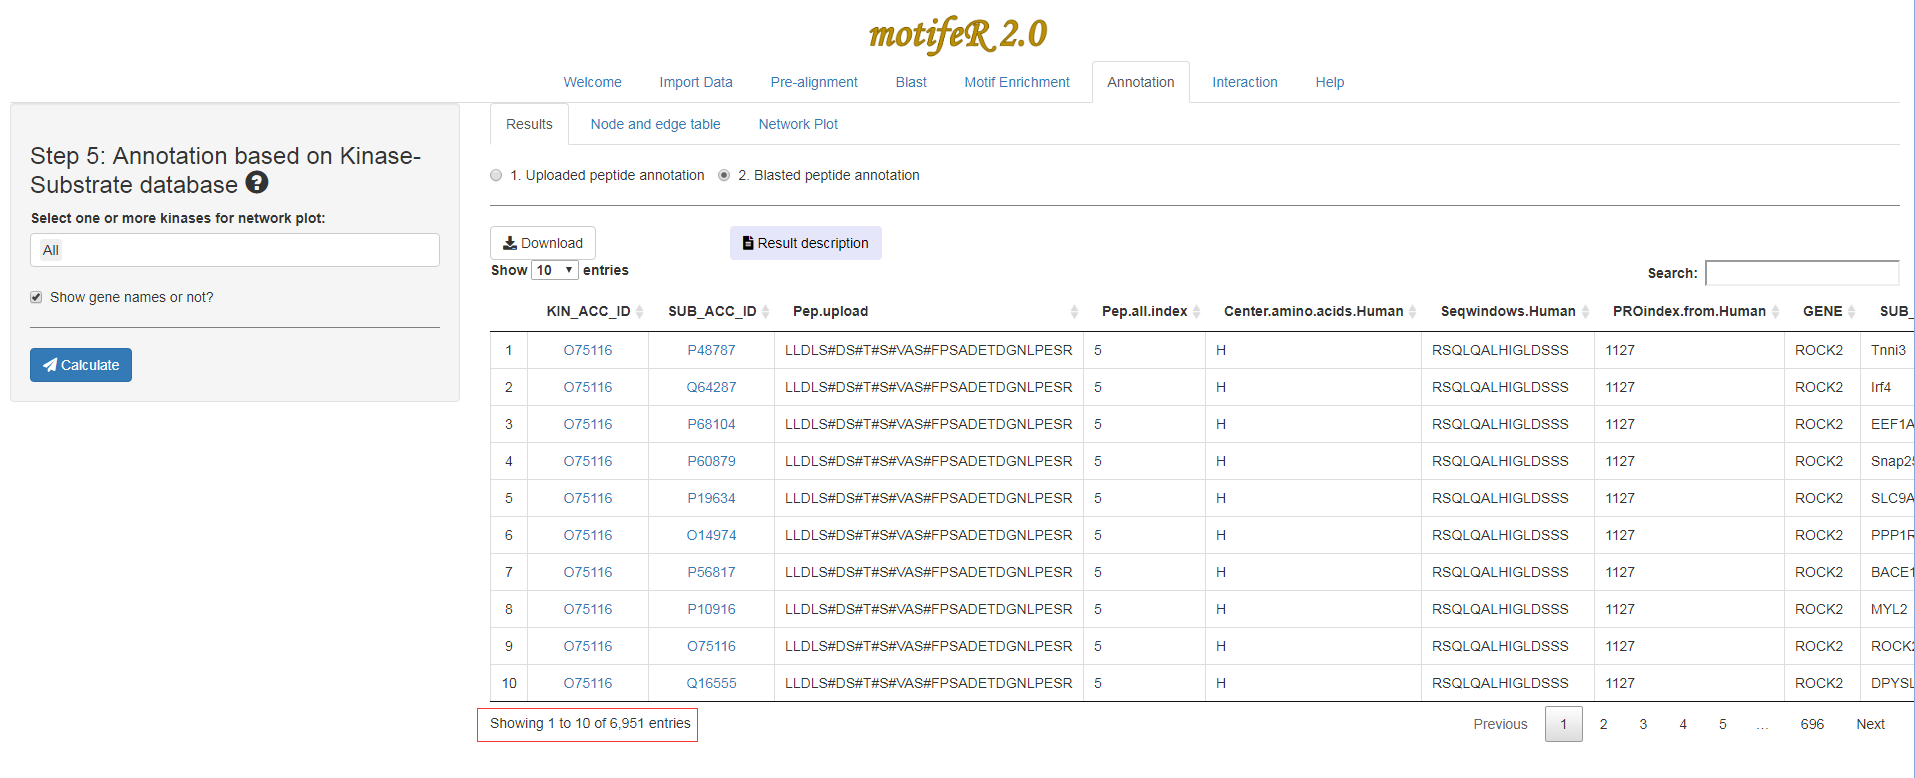 motifeR 2.0
Welcome Import Data Pre-alignment Blast Motif Enrichment Annotation Interaction Help
Step 5: Annotation based on Kinase-
Substrate database ?
Select one or more kinases for network plot:
All
Show gene names or not?
Calculate
Results Node and edge table Network Plot
1. Uploaded peptide annotation 2. Blasted peptide annotation
Download Result description
Show 10 entries
Search:
KIN_ACC_ID SUB_ACC_ID Pep.upload Pep.all.index Center.amino.acids.Human Seqwindows.Human PROindex.from.Human GENE SUB_
1 O75116 P48787 LLDLS#DS#T#S#VAS#FPSADETDGNLPESR 5 H RSQLQALHIGLDSSS 1127 ROCK2 Tnni3
2 O75116 Q64287 LLDLS#DS#T#S#VAS#FPSADETDGNLPESR 5 H RSQLQALHIGLDSSS 1127 ROCK2 Irf4
3 O75116 P68104 LLDLS#DS#T#S#VAS#FPSADETDGNLPESR 5 H RSQLQALHIGLDSSS 1127 ROCK2 EEF1A
4 O75116 P60879 LLDLS#DS#T#S#VAS#FPSADETDGNLPESR 5 H RSQLQALHIGLDSSS 1127 ROCK2 Snap25
5 O75116 P19634 LLDLS#DS#T#S#VAS#FPSADETDGNLPESR 5 H RSQLQALHIGLDSSS 1127 ROCK2 SLC9A
6 O75116 O14974 LLDLS#DS#T#S#VAS#FPSADETDGNLPESR 5 H RSQLQALHIGLDSSS 1127 ROCK2 PPP1R
7 O75116 P56817 LLDLS#DS#T#S#VAS#FPSADETDGNLPESR 5 H RSQLQALHIGLDSSS 1127 ROCK2 BACE1
8 O75116 P10916 LLDLS#DS#T#S#VAS#FPSADETDGNLPESR 5 H RSQLQALHIGLDSSS 1127 ROCK2 MYL2
9 O75116 O75116 LLDLS#DS#T#S#VAS#FPSADETDGNLPESR 5 H RSQLQALHIGLDSSS 1127 ROCK2 ROCK2
10 O75116 Q16555 LLDLS#DS#T#S#VAS#FPSADETDGNLPESR 5 H RSQLQALHIGLDSSS 1127 ROCK2 DPYSL
Showing 1 to 10 of 6,951 entries
Previous 1 2 3 4 5 … 696 Next